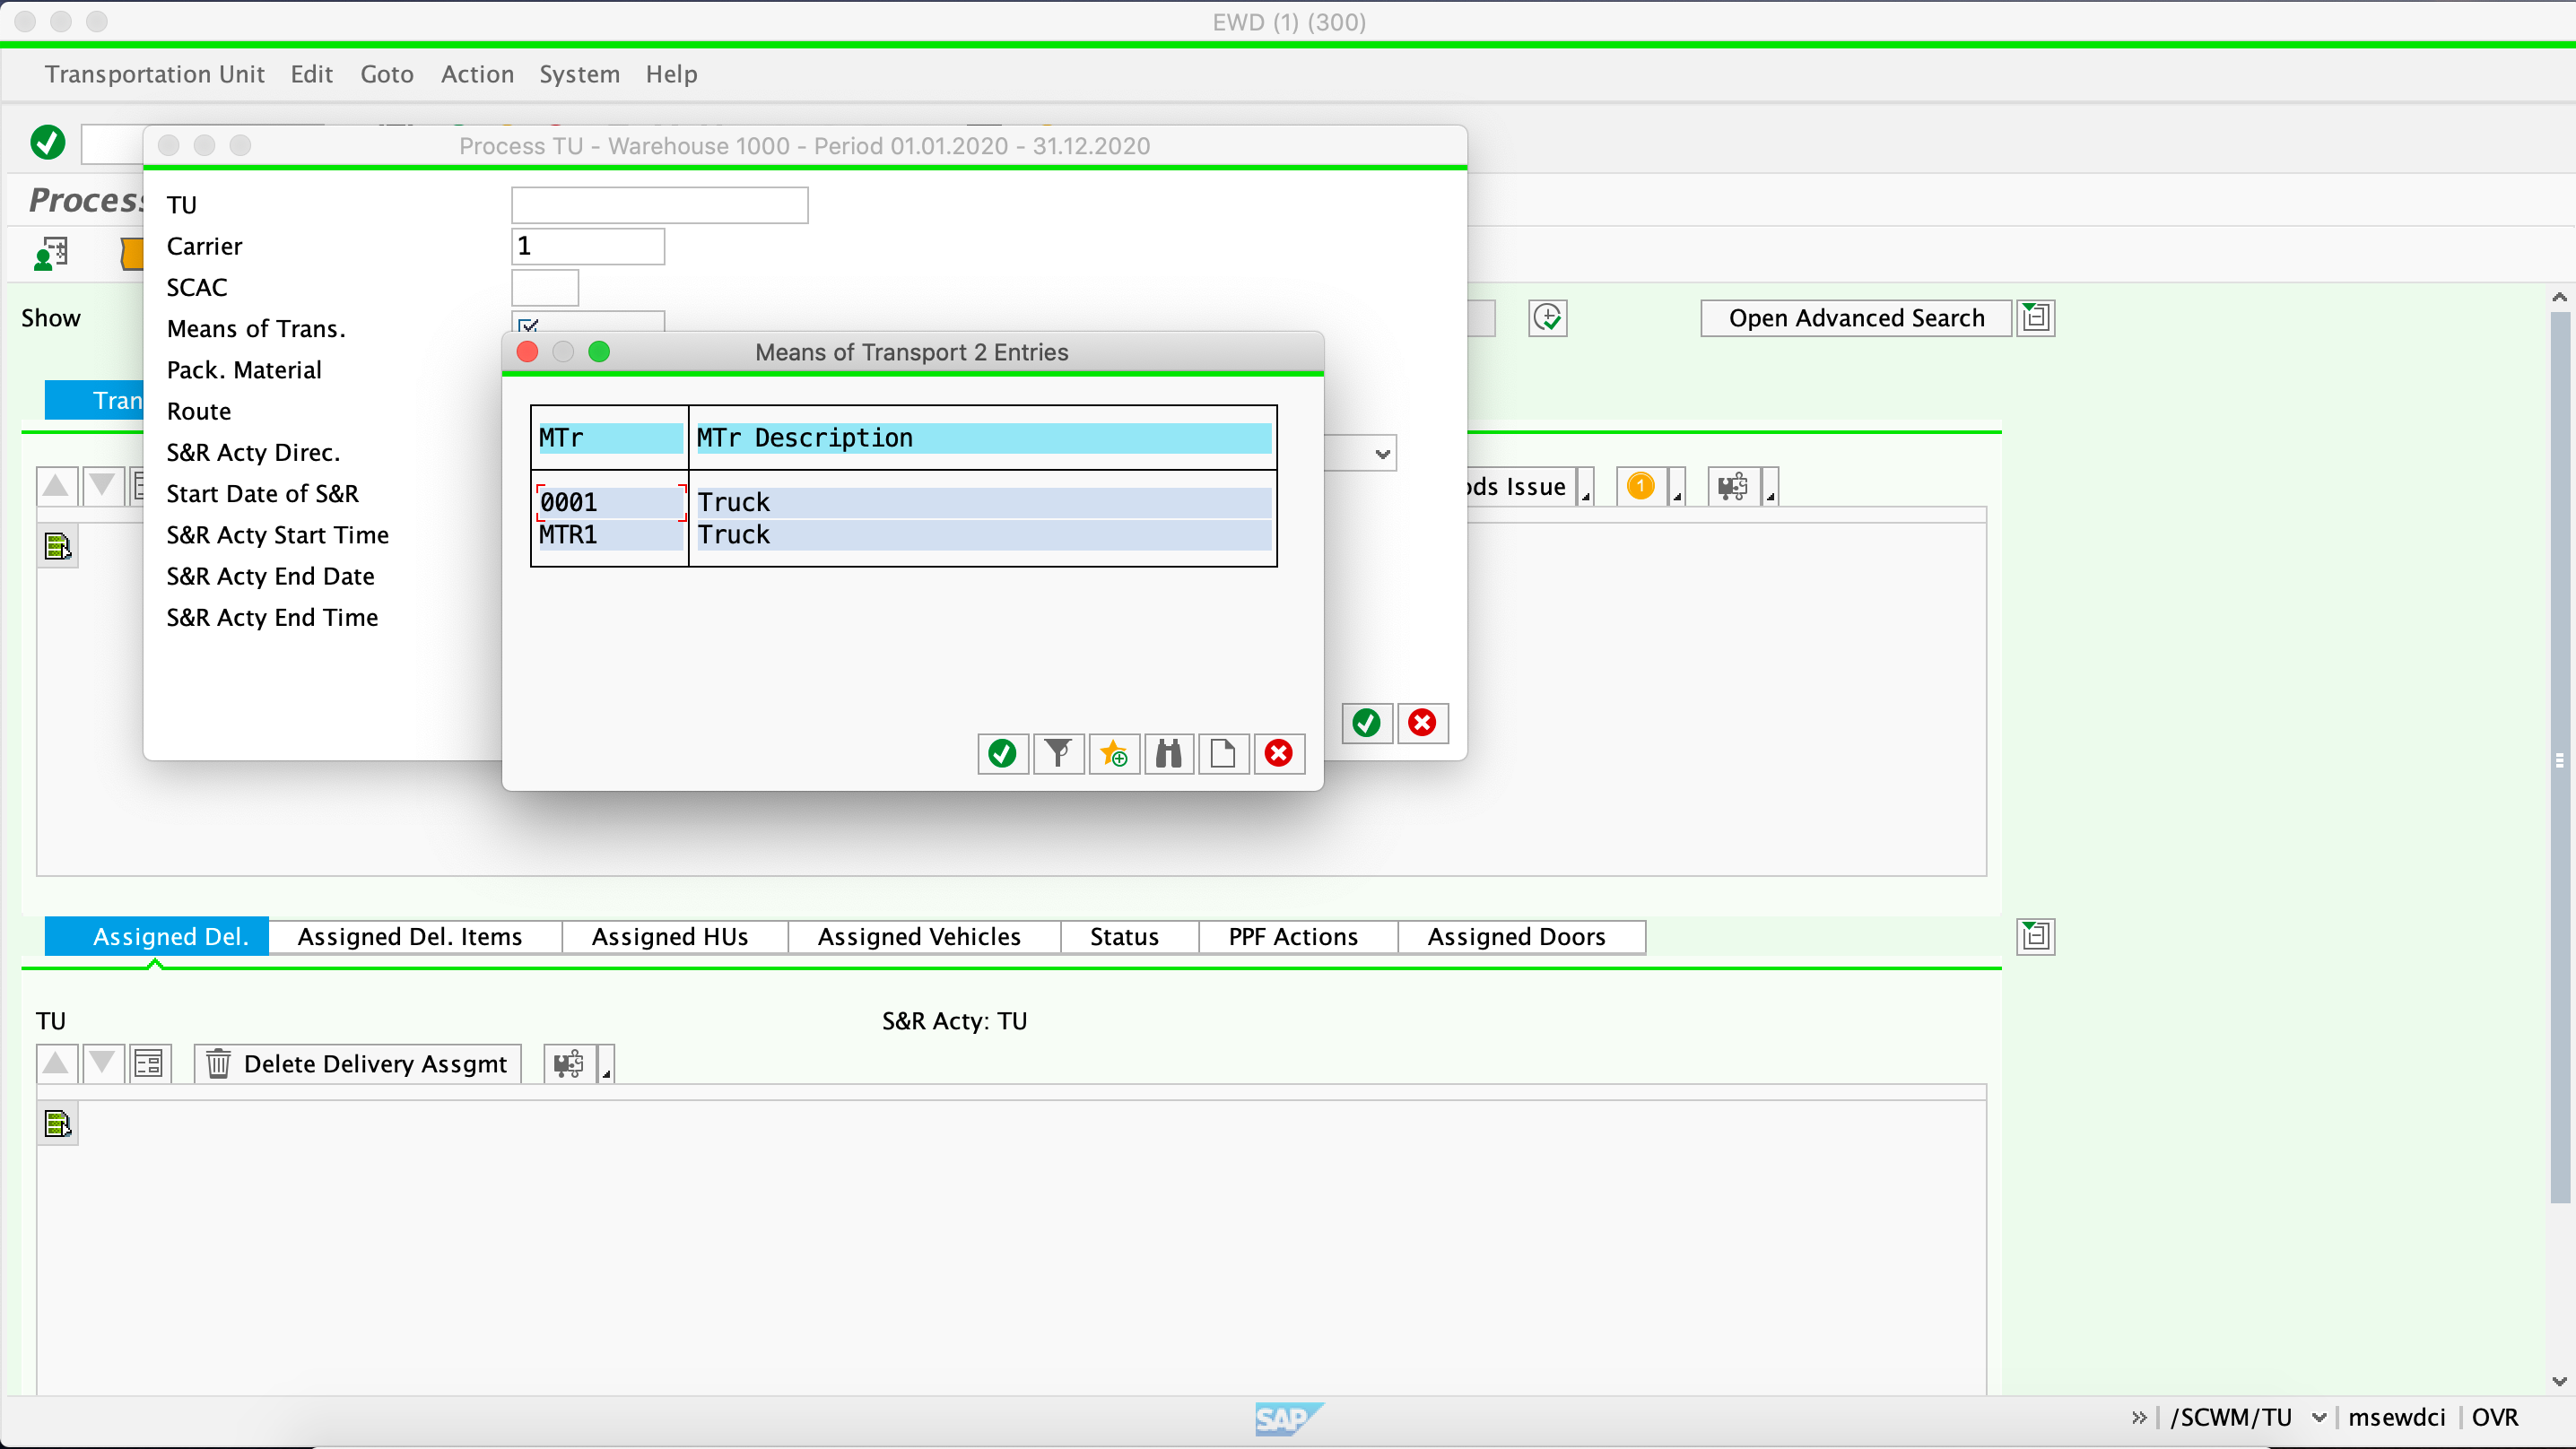 EWD (1) (300)
Transportation Unit Edit Goto Action System Help
Process TU - Warehouse 1000 - Period 01.01.2020 - 31.12.2020
Process
TU
Carrier 1
SCAC
Show
Means of Trans.
Open Advanced Search
Means of Transport 2 Entries
Pack. Material
Tran
Route
MTr MTr Description
S&R Acty Direc.
Start Date of S&R
ods Issue
1
0001 Truck
S&R Acty Start Time
MTR1 Truck
S&R Acty End Date
S&R Acty End Time
Assigned Del. Assigned Del. Items Assigned HUs Assigned Vehicles Status PPF Actions Assigned Doors
TU S&R Acty: TU
Delete Delivery Assgmt
SAP
/SCWM/TU msewdci OVR